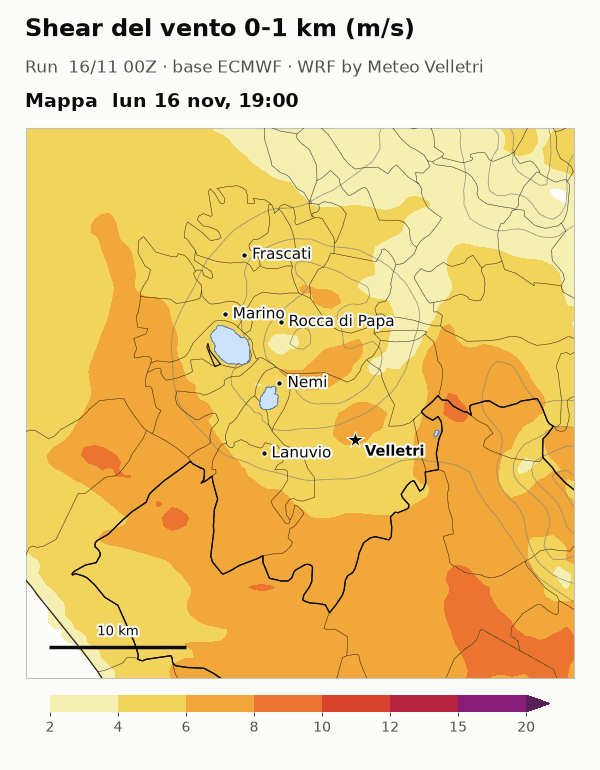 Shear del vento 0-1 km (m/s)
Run  16/11 00Z · base ECMWF · WRF by Meteo Velletri
Mappa  lun 16 nov, 19:00
Frascati
Marino
Rocca di Papa
Nemi
Velletri
Lanuvio
10 km
2 4 6 8 10 12 15 20